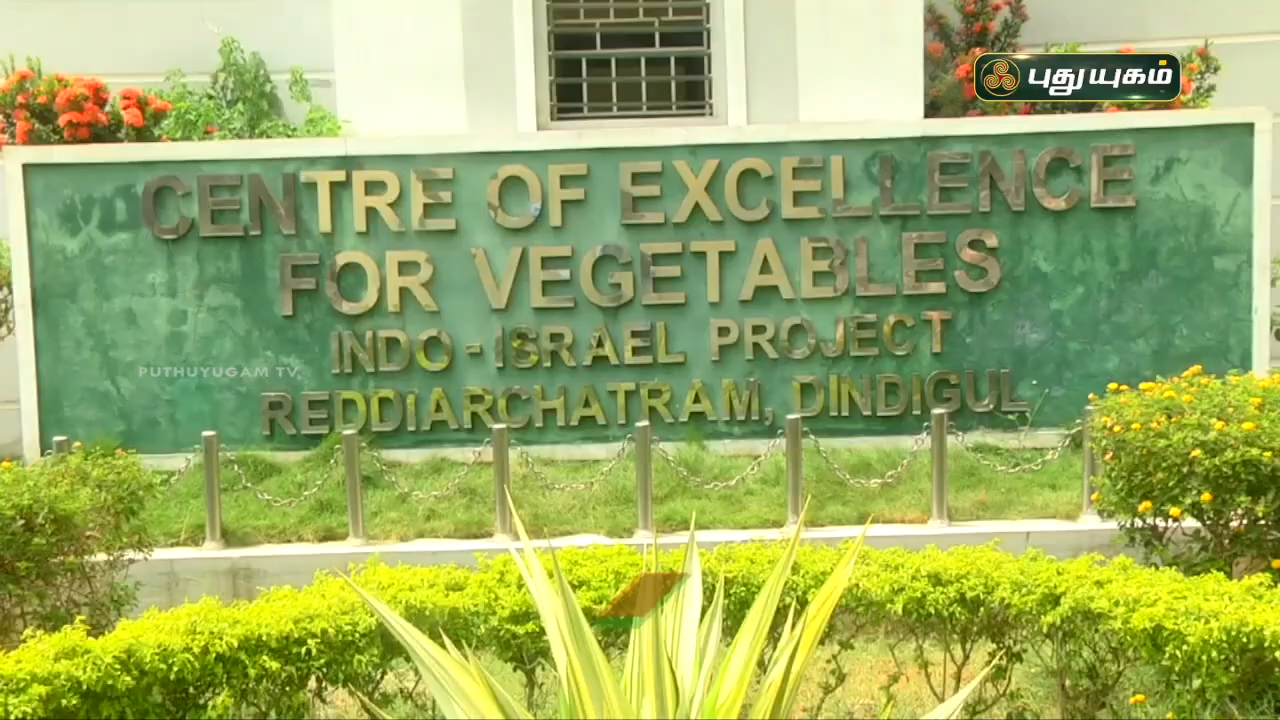 புதுயுகம்
CENTRE OF EXCELLENCE
FOR VEGETABLES
INDO - ISRAEL PROJECT
PUTHUYUGAM TV
REDDIARCHATRAM, DINDIGUL